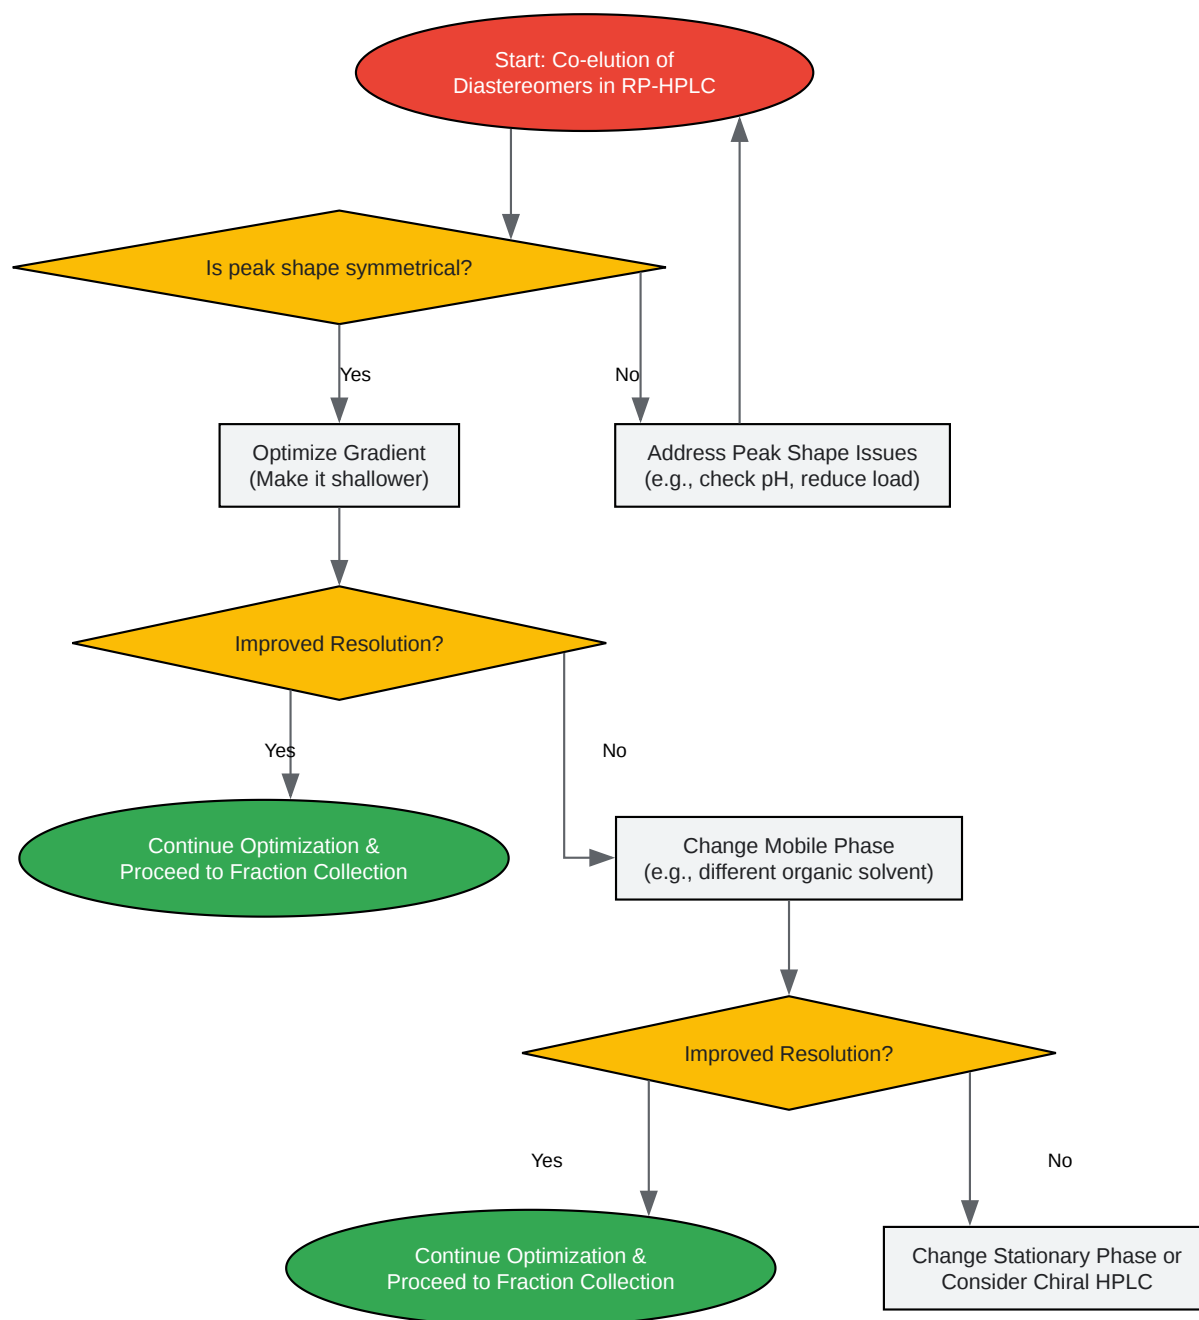 Start: Co-elution of
Diastereomers in RP-HPLC
Is peak shape symmetrical?
Yes
No
Optimize Gradient
(Make it shallower)
Address Peak Shape Issues
(e.g., check pH, reduce load)
Improved Resolution?
Yes
No
Continue Optimization &
Proceed to Fraction Collection
Change Mobile Phase
(e.g., different organic solvent)
Improved Resolution?
Yes
No
Continue Optimization &
Proceed to Fraction Collection
Change Stationary Phase or
Consider Chiral HPLC